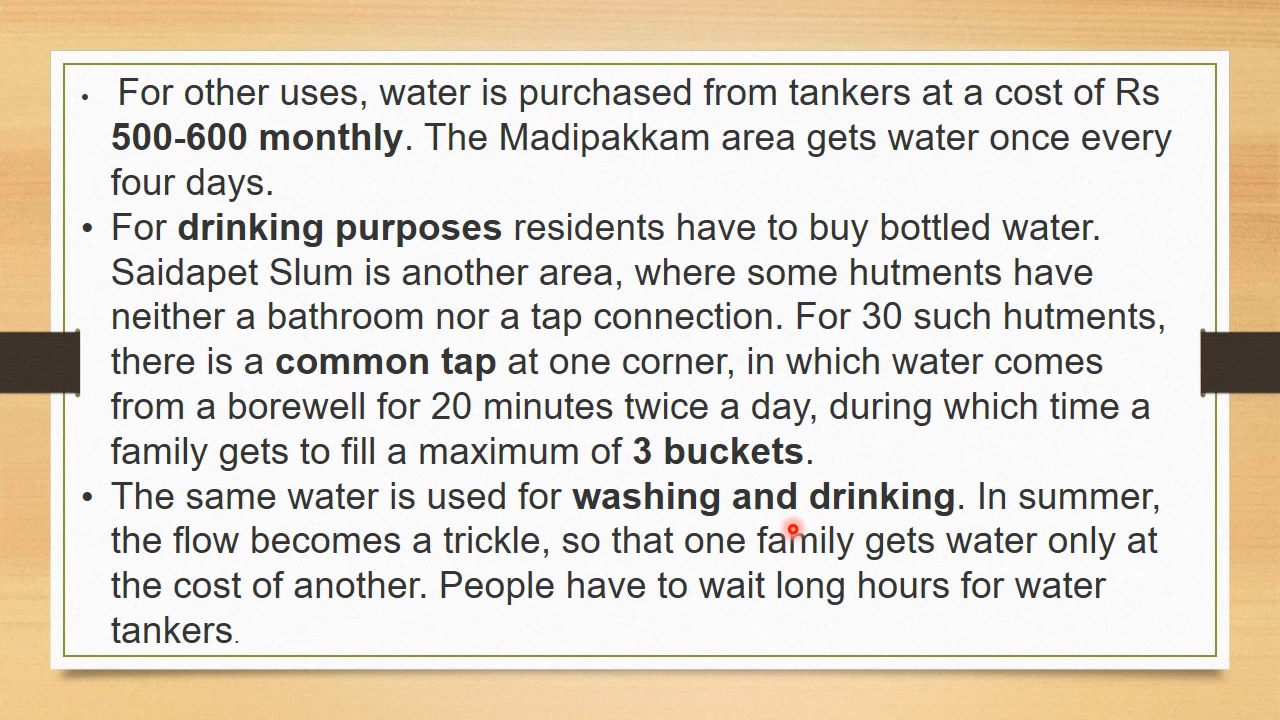 • For other uses, water is purchased from tankers at a cost of Rs
500-600 monthly. The Madipakkam area gets water once every
four days.
• For drinking purposes residents have to buy bottled water.
Saidapet Slum is another area, where some hutments have
neither a bathroom nor a tap connection. For 30 such hutments,
there is a common tap at one corner, in which water comes
from a borewell for 20 minutes twice a day, during which time a
family gets to fill a maximum of 3 buckets.
• The same water is used for washing and drinking. In summer,
the flow becomes a trickle, so that one family gets water only at
the cost of another. People have to wait long hours for water
tankers.